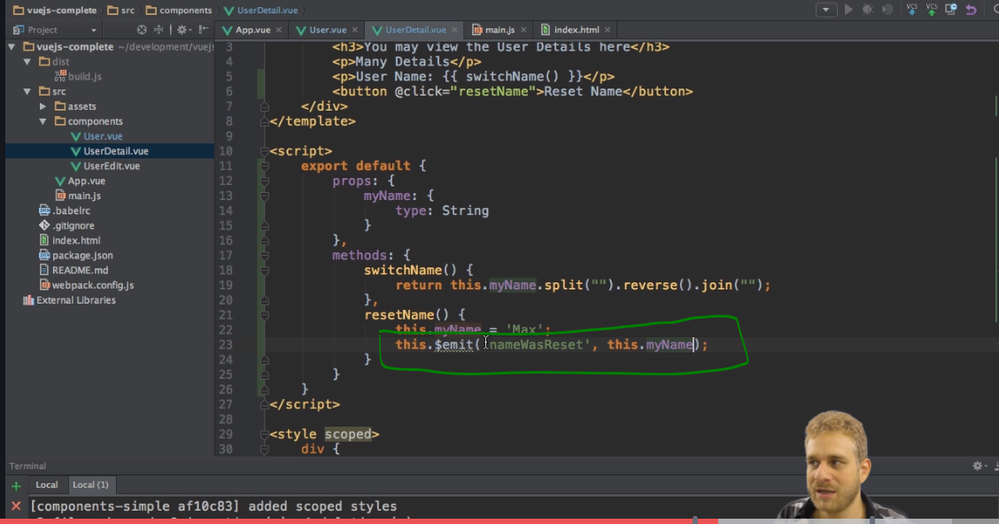 vuejs-complete src components UserDetail.vue
Project App.vue × User.vue × UserDetail.vue × main.js × index.html ×
vuejs-complete ~/development/vuejs
dist
build.js
src
assets
components
User.vue
UserDetail.vue
UserEdit.vue
App.vue
main.js
.babelrc
.gitignore
index.html
package.json
README.md
webpack.config.js
External Libraries
VCS VCS
3 <h3>You may view the User Details here</h3>
4 <p>Many Details</p>
5 <p>User Name: {{ switchName() }}</p>
6 <button @click="resetName">Reset Name</button>
7 </div>
8 </template>
9
10 <script>
11 export default {
12 props: {
13 myName: {
14 type: String
15 }
16 },
17 methods: {
18 switchName() {
19 return this.myName.split("").reverse().join("");
20 },
21 resetName() {
22 this.myName = 'Max';
23 this.$emit('nameWasReset', this.myName);
24 }
25 }
26 }
27 </script>
28
29 <style scoped>
30 div {
Terminal
Local Local (1)
[components-simple af10c83] added scoped styles